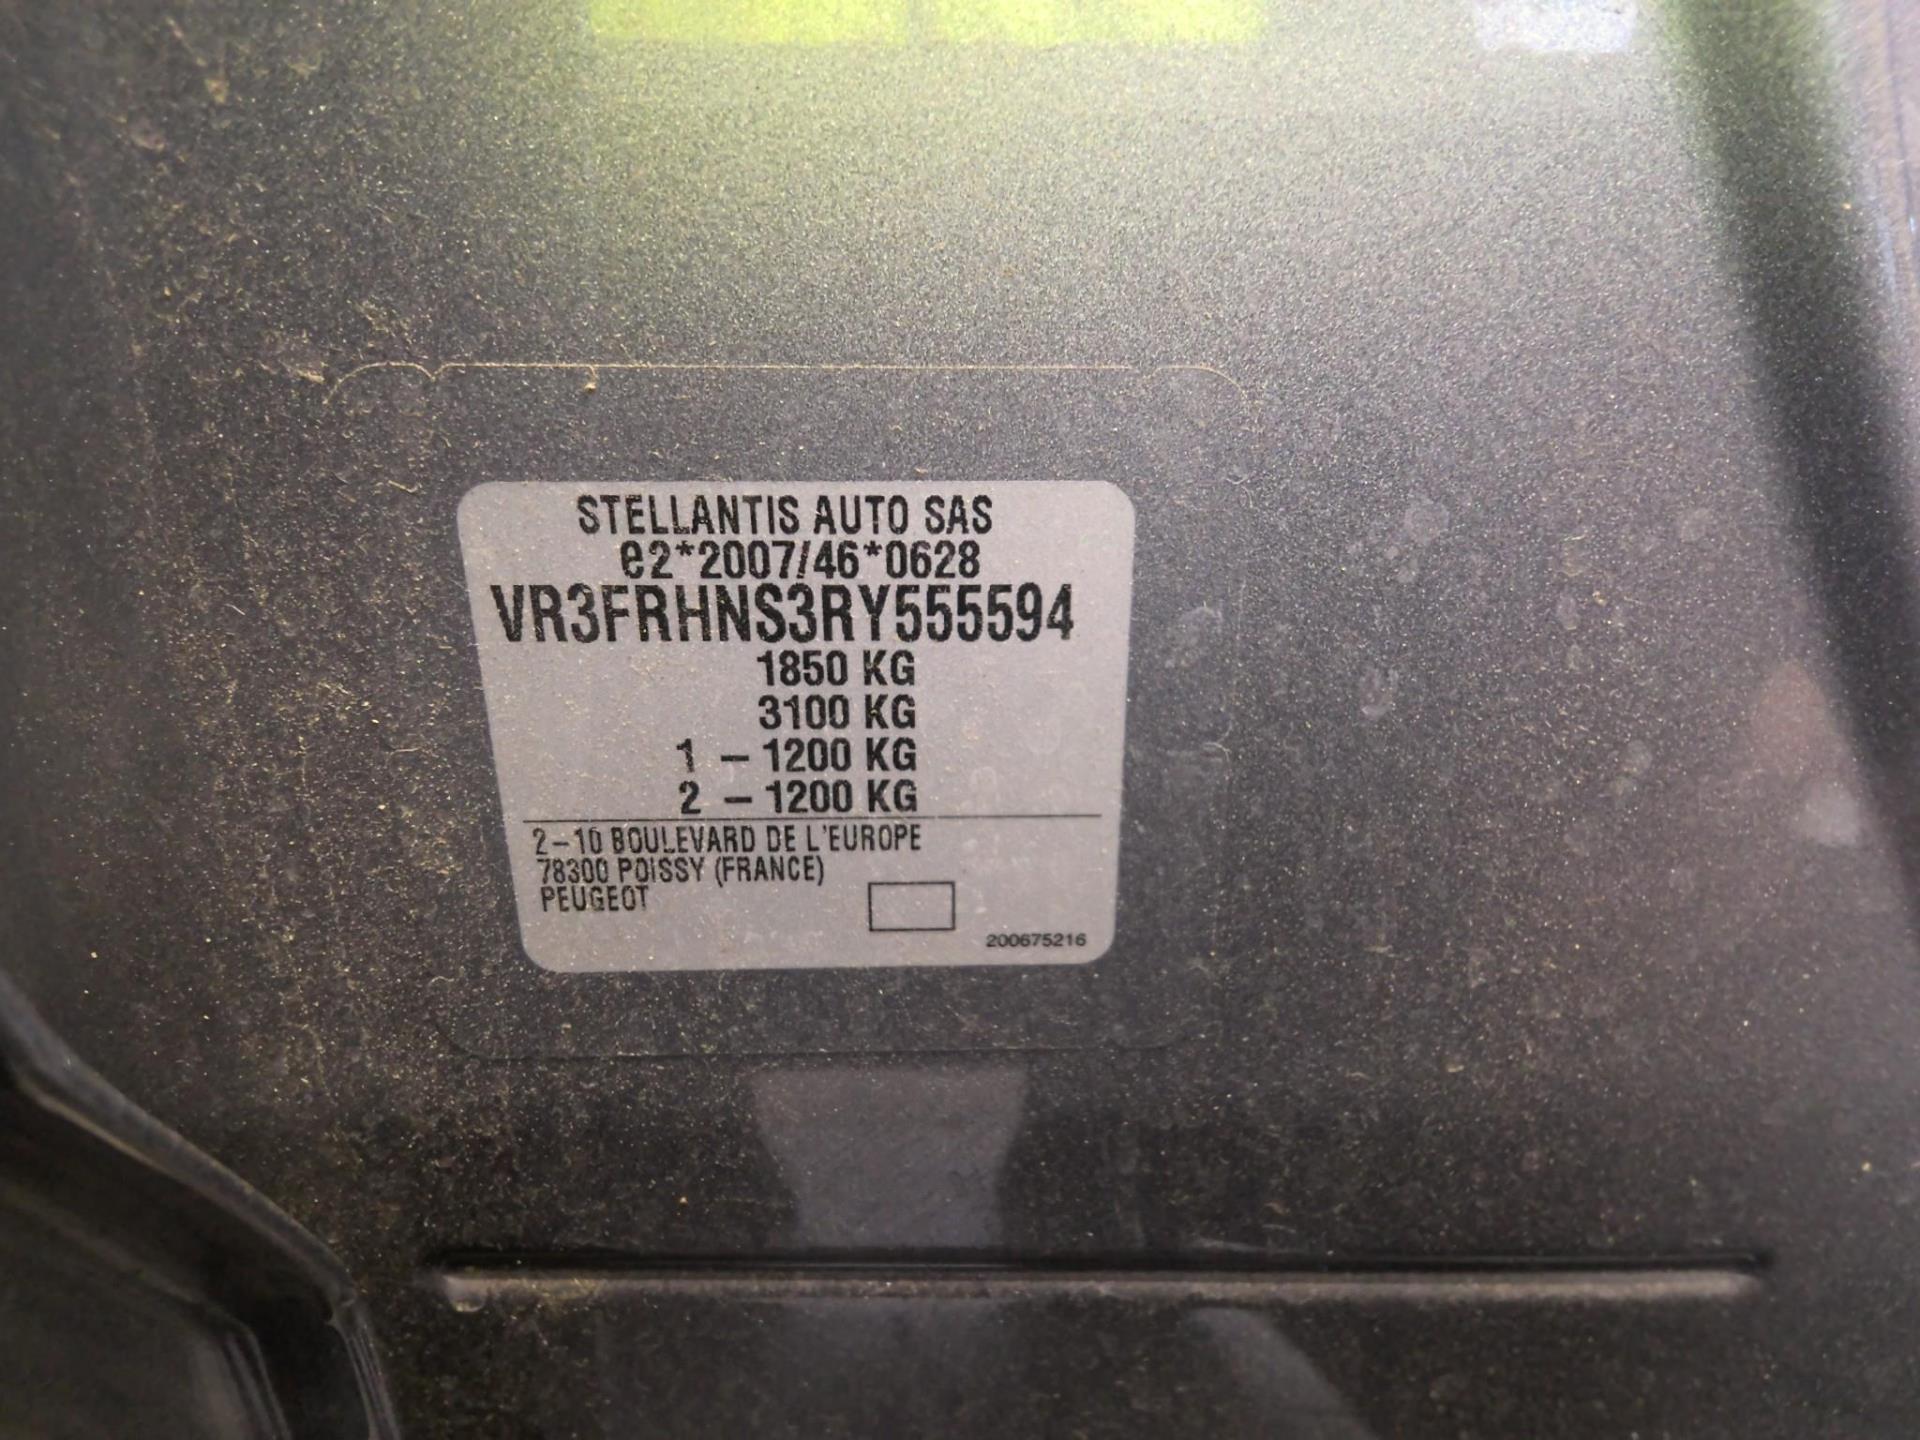 STELLANTIS AUTO SAS
e2*2007/46*0628
VR3FRHNS3RY555594
1850 KG
3100 KG
1 – 1200 KG
2 – 1200 KG
2–10 BOULEVARD DE L'EUROPE
78300 POISSY (FRANCE)
PEUGEOT
200675216